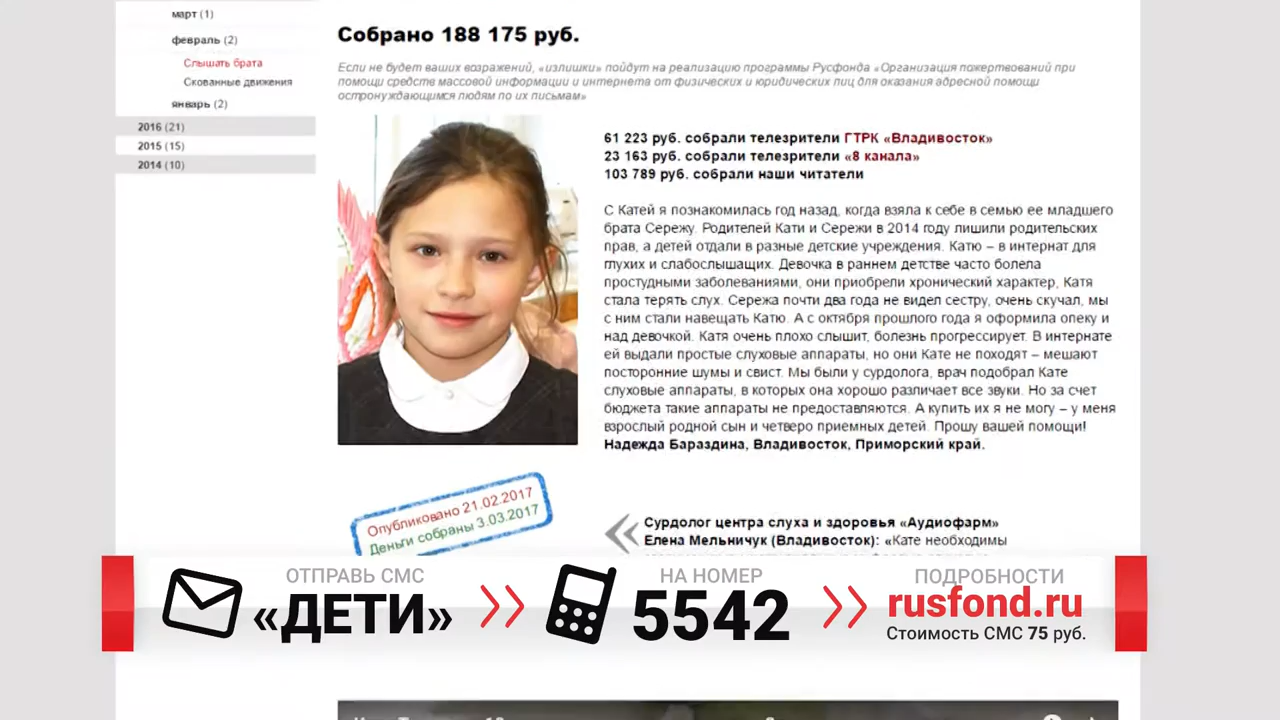 март (1)
февраль (2)
Слышать брата
Скованные движения
январь (2)
2016 (21)
2015 (15)
2014 (10)
Собрано 188 175 руб.
Если не будет ваших возражений, «излишки» пойдут на реализацию программы Русфонда «Организация пожертвований при
помощи средств массовой информации и интернета от физических и юридических лиц для оказания адресной помощи
остронуждающимся людям по их письмам»
61 223 руб. собрали телезрители ГТРК «Владивосток»
23 163 руб. собрали телезрители «8 канала»
103 789 руб. собрали наши читатели
С Катей я познакомилась год назад, когда взяла к себе в семью ее младшего
брата Сережу. Родителей Кати и Сережи в 2014 году лишили родительских
прав, а детей отдали в разные детские учреждения. Катю – в интернат для
глухих и слабослышащих. Девочка в раннем детстве часто болела
простудными заболеваниями, они приобрели хронический характер, Катя
стала терять слух. Сережа почти два года не видел сестру, очень скучал, мы
с ним стали навещать Катю. А с октября прошлого года я оформила опеку и
над девочкой. Катя очень плохо слышит, болезнь прогрессирует. В интернате
ей выдали простые слуховые аппараты, но они Кате не походят – мешают
посторонние шумы и свист. Мы были у сурдолога, врач подобрал Кате
слуховые аппараты, в которых она хорошо различает все звуки. Но за счет
бюджета такие аппараты не предоставляются. А купить их я не могу – у меня
взрослый родной сын и четверо приемных детей. Прошу вашей помощи!
Надежда Бараздина, Владивосток, Приморский край.
Опубликовано 21.02.2017
Деньги собраны 3.03.2017
Сурдолог центра слуха и здоровья «Аудиофарм»
Елена Мельничук (Владивосток): «Кате необходимы
ОТПРАВЬ СМС
«ДЕТИ»
НА НОМЕР
5542
ПОДРОБНОСТИ
rusfond.ru
Стоимость СМС 75 руб.